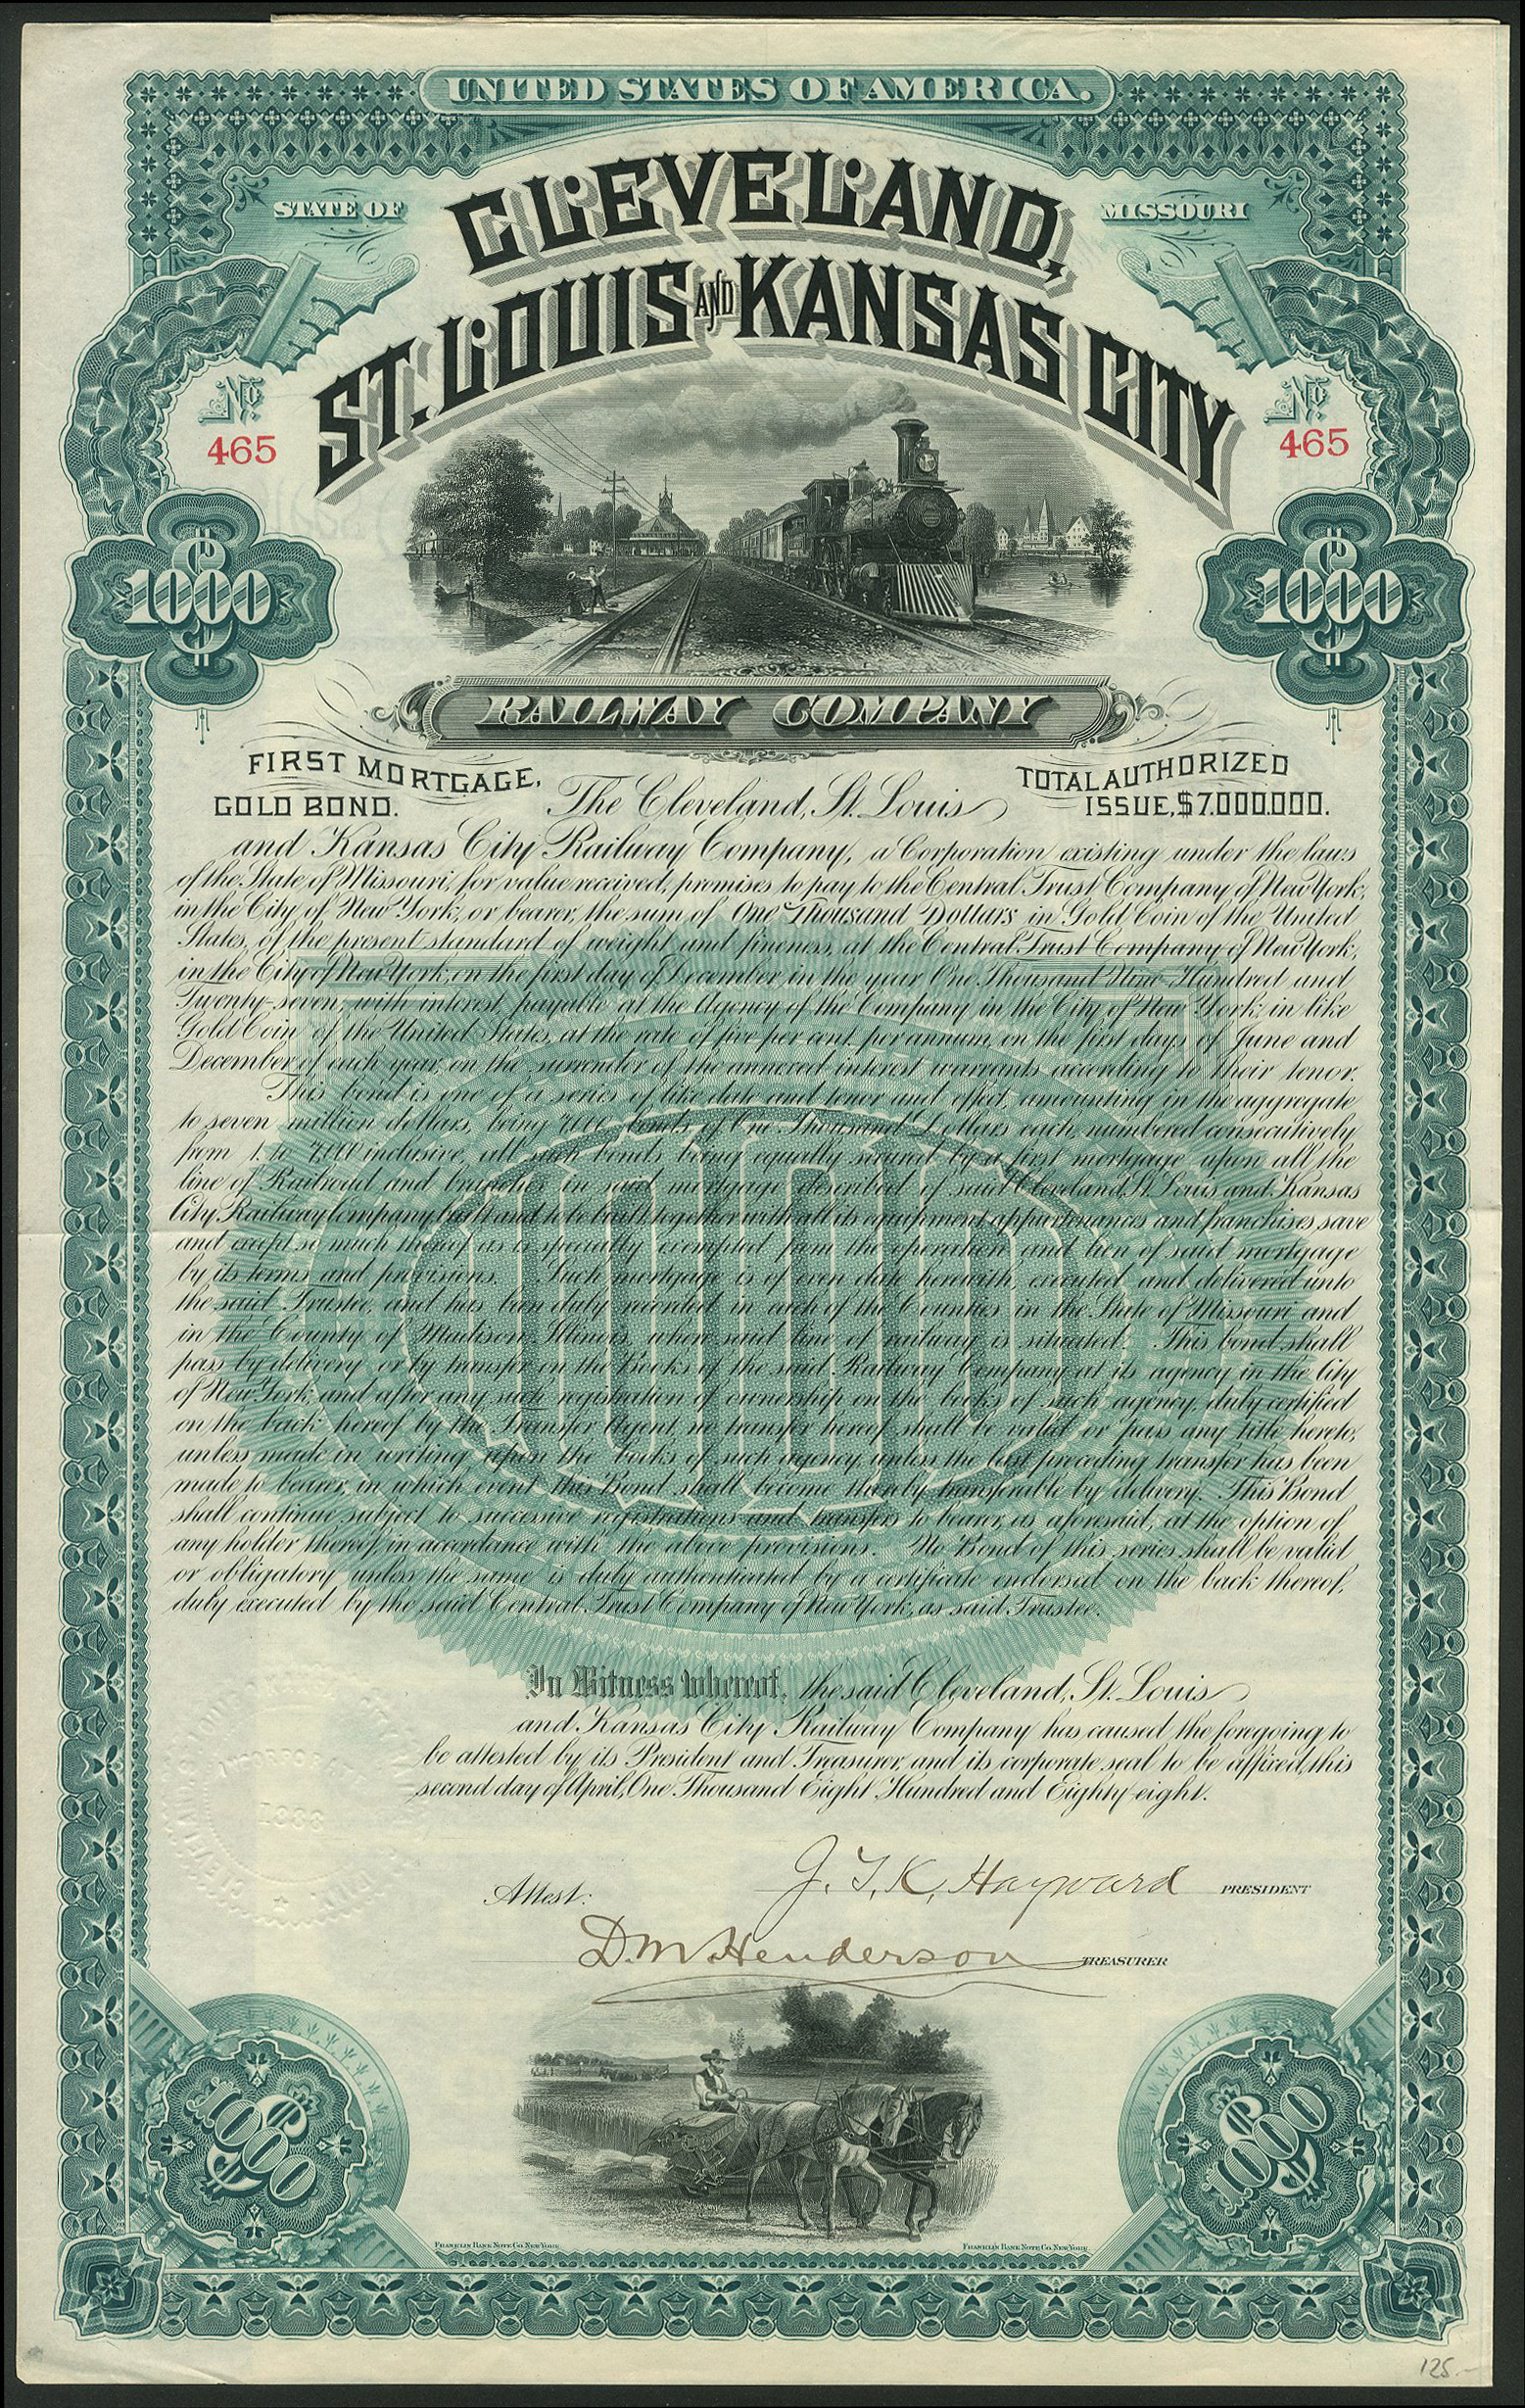 UNITED STATES OF AMERICA.
STATE OF
MISSOURI
CLEVELAND,
ST. LOUIS AND KANSAS CITY
No.
465
No.
465
$1000
$1000
RAILWAY COMPANY
FIRST MORTGAGE,
GOLD BOND.
TOTAL AUTHORIZED
ISSUE, $7.000.000.
The Cleveland, St. Louis
and Kansas City Railway Company, a Corporation existing under the laws
of the State of Missouri, for value received, promises to pay to the Central Trust Company of New York,
in the City of New York, or bearer, the sum of One Thousand Dollars in Gold Coin of the United
States, of the present standard of weight and fineness, at the Central Trust Company of New York,
in the City of New York, on the first day of December, in the year One Thousand Nine Hundred and
Twenty-seven, with interest payable at the Agency of the Company in the City of New York, in like
Gold Coin of the United States, at the rate of five per cent. per annum, on the first days of June and
December of each year, on the surrender of the annexed interest warrants according to their tenor.
This bond is one of a series of like date and tenor and effect, amounting in the aggregate
to seven million dollars, being 7,000 bonds of One Thousand Dollars each, numbered consecutively
from 1. to 7,000 inclusive, all such bonds being equally secured by a first mortgage upon all the
line of Railroad and branches in said mortgage described of said Cleveland, St. Louis and Kansas
City Railway Company built and to be built, together with all its equipment appurtenances and franchises save
and except so much thereof as is specially exempted from the operation and lien of said mortgage
by its terms and provisions. Such mortgage is of even date herewith, executed and delivered unto
the said Trustee, and has been duly recorded in each of the Counties in the State of Missouri and
in the County of Madison, Illinois, where said line of railway is situated. This bond shall
pass by delivery or by transfer on the Books of the said Railway Company at its agency in the City
of New York, and after any such registration of ownership on the books of such agency, duly certified
on the back hereof by the Transfer Agent, no transfer hereof shall be valid or pass any title hereto,
unless made in writing upon the books of such agency, unless the last preceding transfer has been
made to bearer, in which event this Bond shall become thereby transferable by delivery. This Bond
shall continue subject to successive registrations and transfers to bearer, as aforesaid, at the option of
any holder thereof, in accordance with the above provisions. No Bond of this series shall be valid
or obligatory unless the same is duly authenticated by a certificate endorsed on the back thereof,
duly executed by the said Central Trust Company of New York, as said Trustee.
In Witness whereof, the said Cleveland, St. Louis
and Kansas City Railway Company has caused the foregoing to
be attested by its President and Treasurer, and its corporate seal to be affixed, this
second day of April, One Thousand Eight Hundred and Eighty-eight.
J. T. K. Hayward PRESIDENT
Attest:
D. M. Henderson TREASURER
$1000
$1000
FRANKLIN BANK NOTE CO. NEW YORK.
FRANKLIN BANK NOTE CO. NEW YORK.
125.-